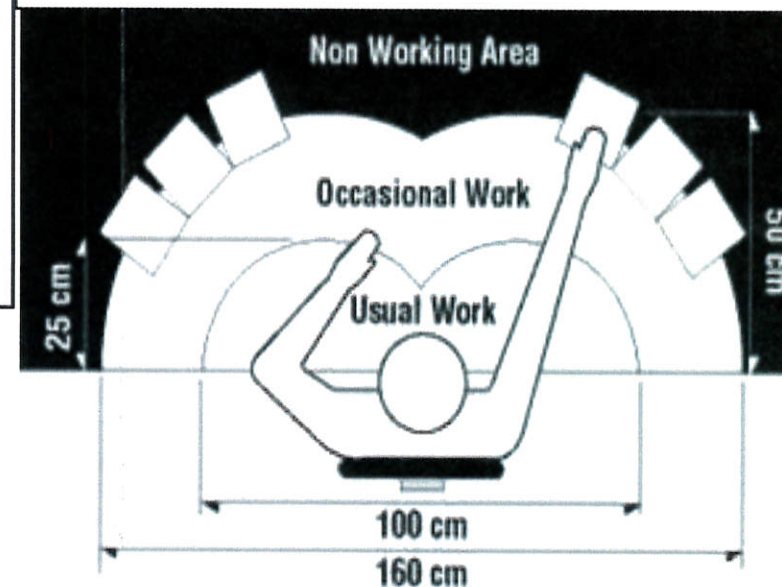 Non Working Area
Occasional Work
Usual Work
25 cm
50 cm
100 cm
160 cm